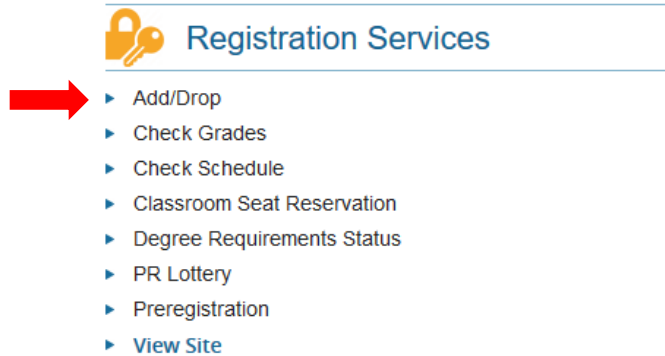 Registration Services
Add/Drop
Check Grades
Check Schedule
Classroom Seat Reservation
Degree Requirements Status
PR Lottery
Preregistration
View Site